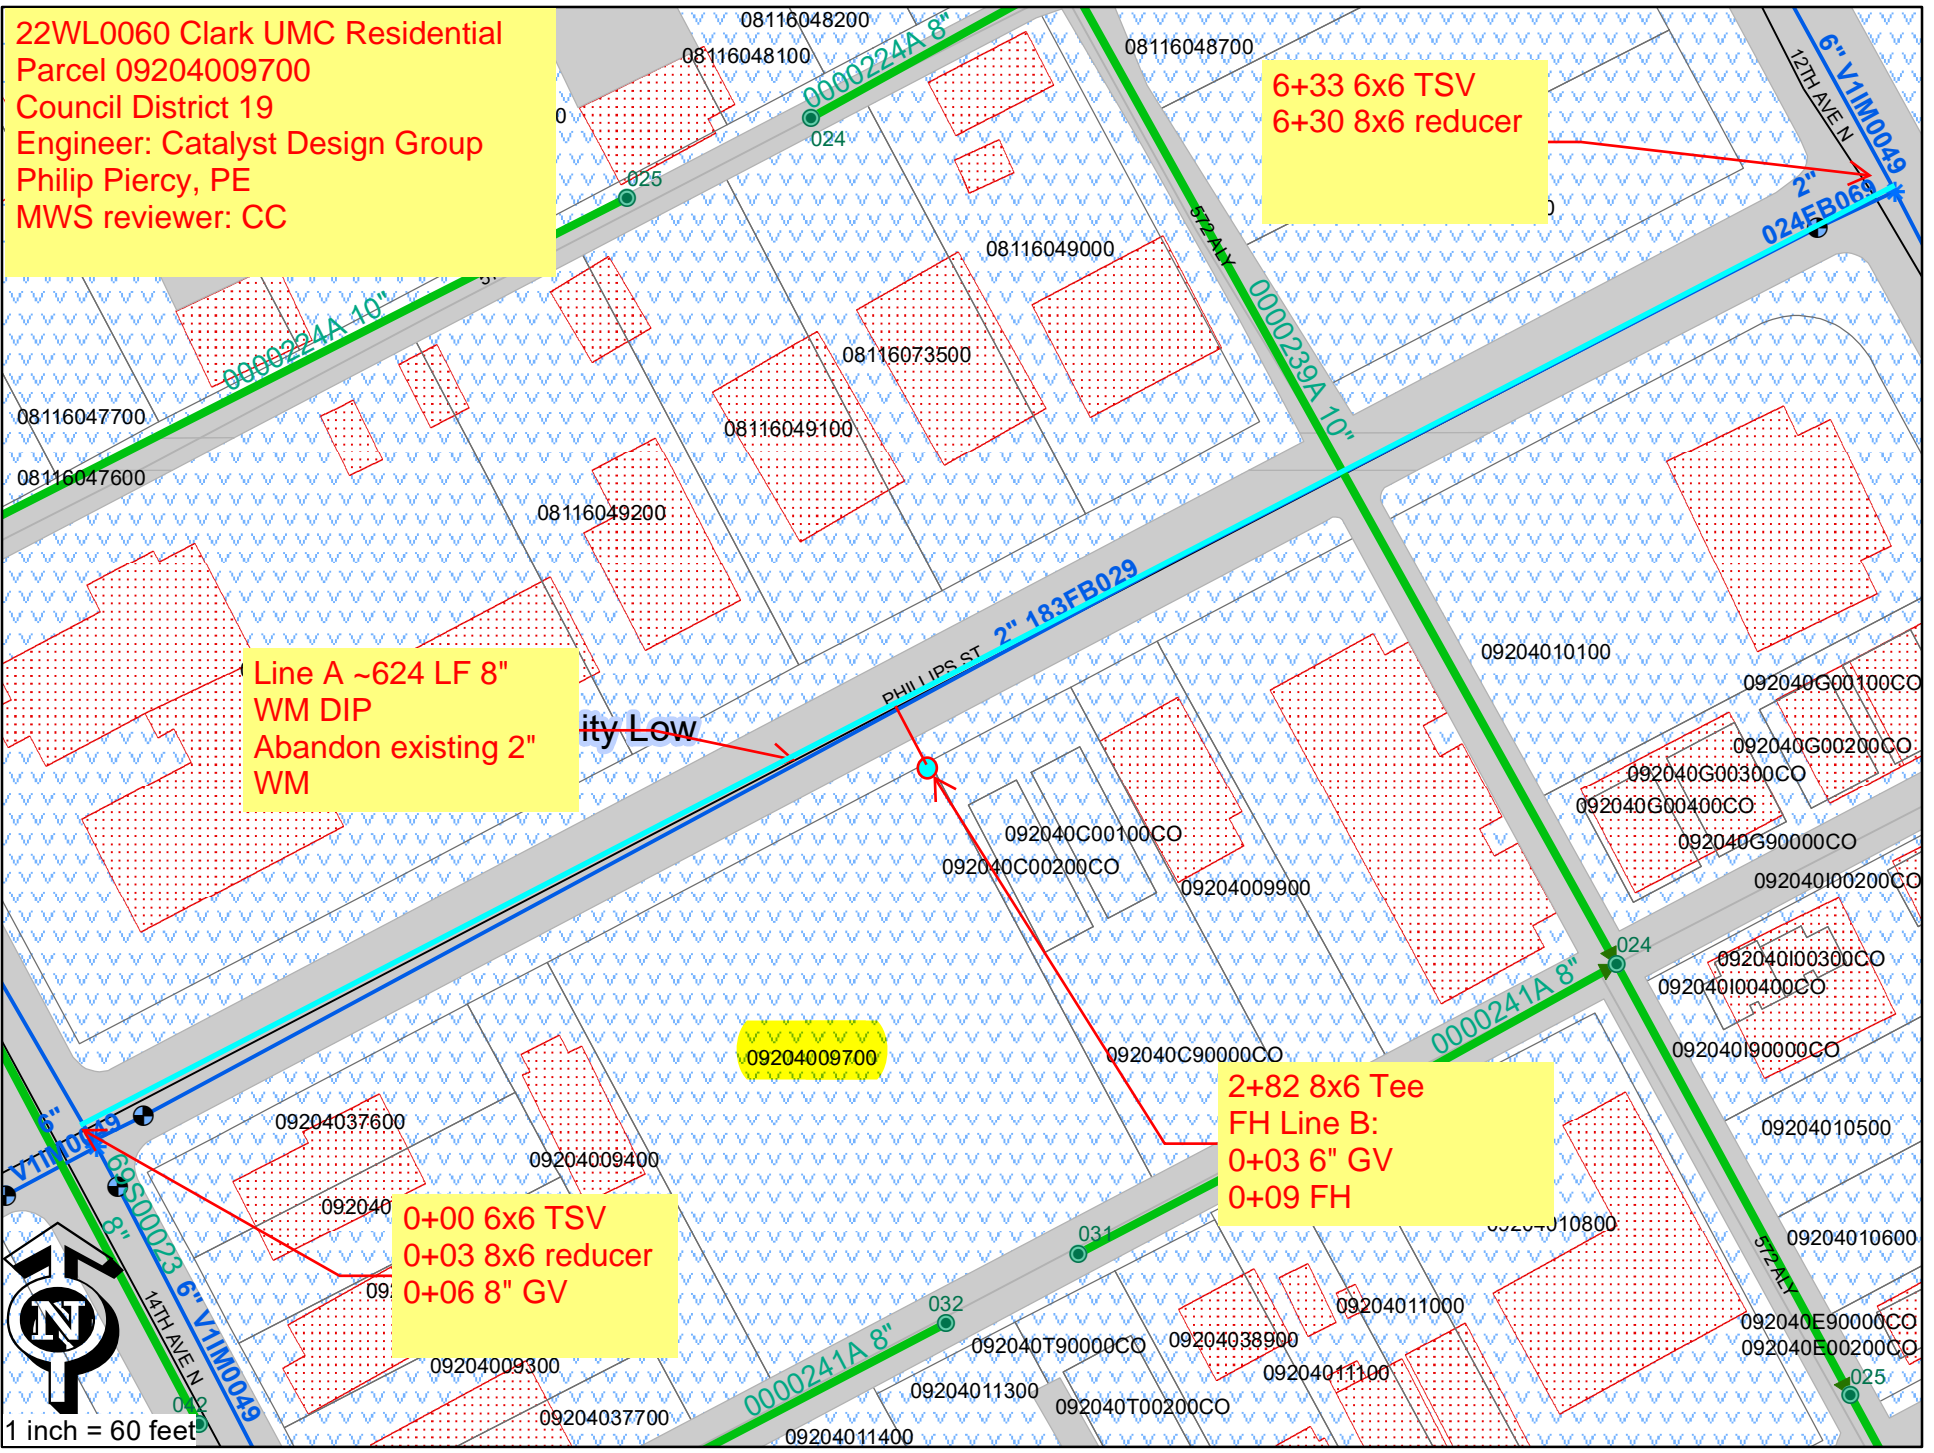 22WL0060 Clark UMC Residential
Parcel 09204009700
Council District 19
Engineer: Catalyst Design Group
Philip Piercy, PE
MWS reviewer: CC
08116048200
08116048100
0000224A 8"
024
025
08116048700
6+33 6x6 TSV
6+30 8x6 reducer
12TH AVE N
6" V1IM0049
2"
024FB069
572 ALY
08116049000
0000239A 10"
0000224A 10"
08116073500
08116049100
08116047700
08116047600
08116049200
2" 183FB029
PHILLIPS ST
Line A ~624 LF 8"
WM DIP
Abandon existing 2"
WM
ity Low
09204010100
092040G00100CO
092040G00200CO
092040G00300CO
092040G00400CO
092040G90000CO
092040I00200CO
092040C00100CO
092040C00200CO
09204009900
024
092040I00300CO
092040I00400CO
092040I90000CO
0000241A 8"
09204009700
092040C90000CO
2+82 8x6 Tee
FH Line B:
0+03 6" GV
0+09 FH
09204010500
6"
V1IM0049
09204037600
09204009400
69S00023
8"
0+00 6x6 TSV
0+03 8x6 reducer
0+06 8" GV
031
032
09204010600
572 ALY
N
14TH AVE N
6" V1IM0049
09204011000
09204038900
09204011100
092040E90000CO
092040E00200CO
092040T90000CO
09204009300
0000241A 8"
09204011300
092040T00200CO
09204037700
09204011400
025
042
1 inch = 60 feet